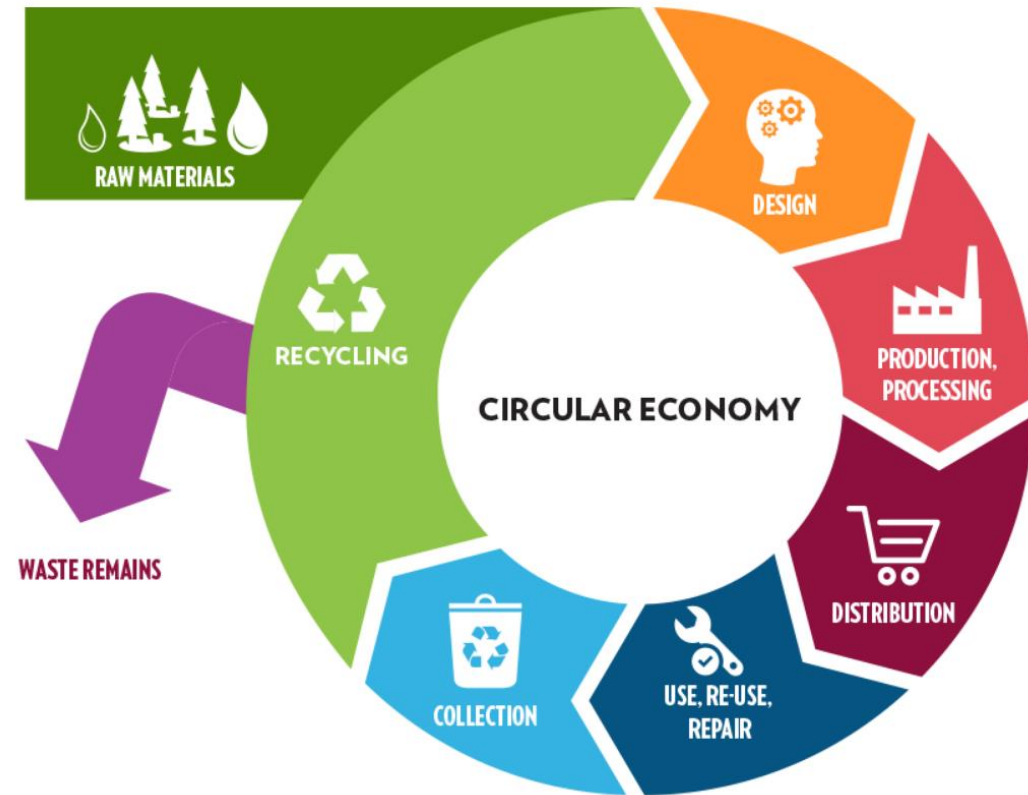 RAW MATERIALS
DESIGN
RECYCLING
PRODUCTION,
PROCESSING
CIRCULAR ECONOMY
WASTE REMAINS
DISTRIBUTION
USE, RE-USE,
REPAIR
COLLECTION